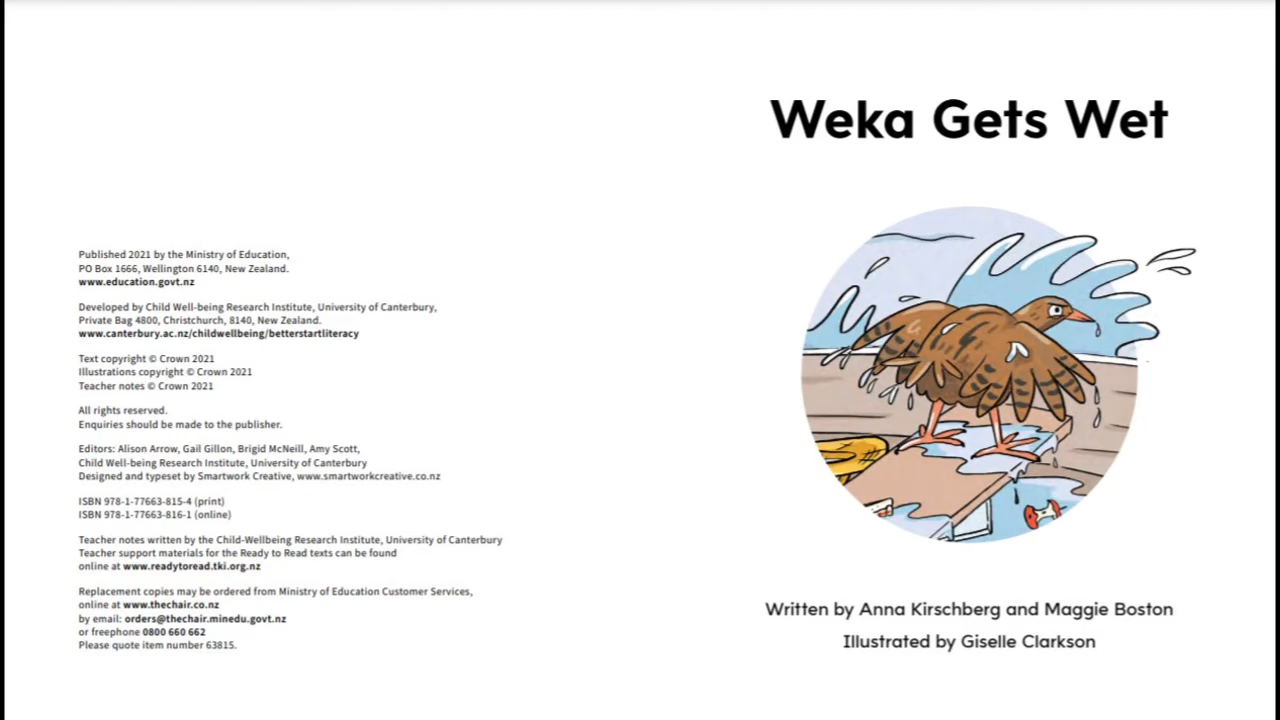 Published 2021 by the Ministry of Education,
PO Box 1666, Wellington 6140, New Zealand.
www.education.govt.nz
Developed by Child Well-being Research Institute, University of Canterbury,
Private Bag 4800, Christchurch, 8140, New Zealand.
www.canterbury.ac.nz/childwellbeing/betterstartliteracy
Text copyright © Crown 2021
Illustrations copyright © Crown 2021
Teacher notes © Crown 2021
All rights reserved.
Enquiries should be made to the publisher.
Editors: Alison Arrow, Gail Gillon, Brigid McNeill, Amy Scott,
Child Well-being Research Institute, University of Canterbury
Designed and typeset by Smartwork Creative, www.smartworkcreative.co.nz
ISBN 978-1-77663-815-4 (print)
ISBN 978-1-77663-816-1 (online)
Teacher notes written by the Child-Wellbeing Research Institute, University of Canterbury
Teacher support materials for the Ready to Read texts can be found
online at www.readytoread.tki.org.nz
Replacement copies may be ordered from Ministry of Education Customer Services,
online at www.thechair.co.nz
by email: orders@thechair.minedu.govt.nz
or freephone 0800 660 662
Please quote item number 63815.
Weka Gets Wet
Written by Anna Kirschberg and Maggie Boston
Illustrated by Giselle Clarkson